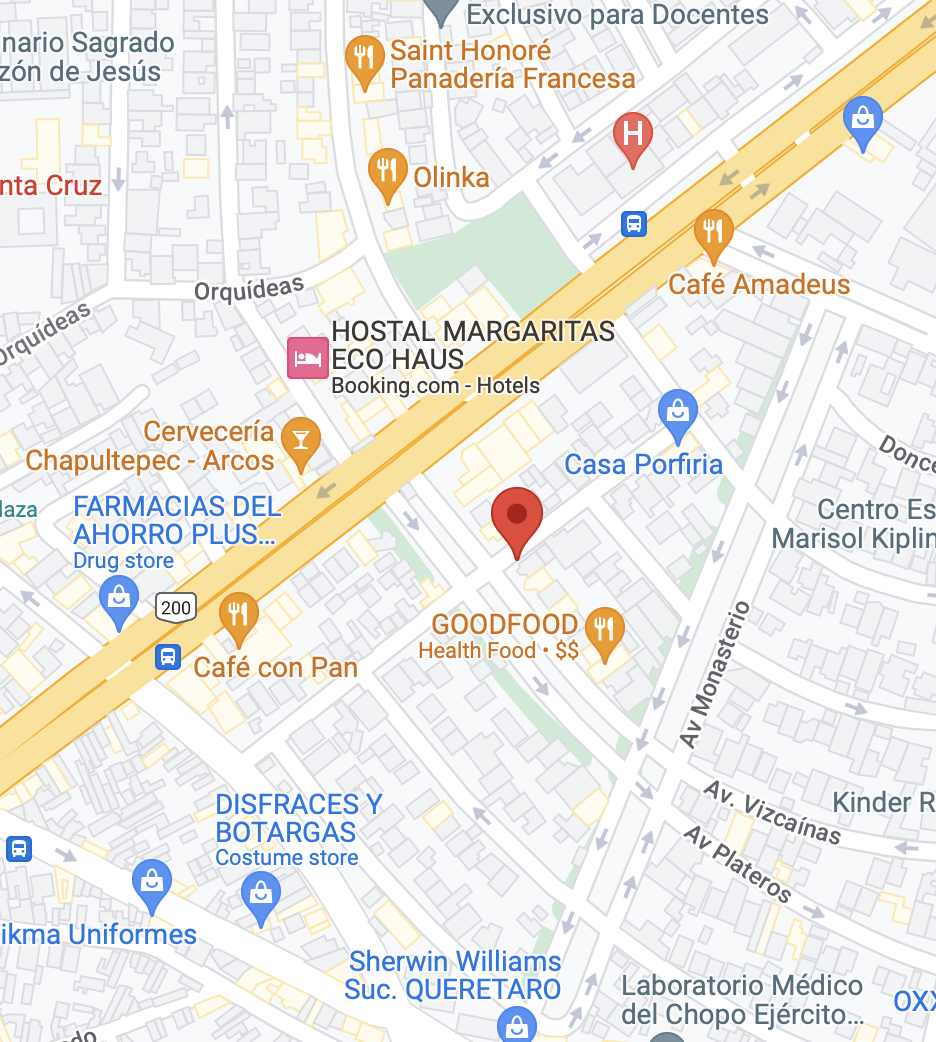 Exclusivo para Docentes
nario Sagrado
zón de Jesús
Saint Honoré
Panadería Francesa
H
Olinka
nta Cruz
Café Amadeus
Orquídeas
Orquídeas
HOSTAL MARGARITAS
ECO HAUS
Booking.com - Hotels
Cervecería
Chapultepec - Arcos
Casa Porfiria
Donce
laza
FARMACIAS DEL
AHORRO PLUS...
Drug store
Centro Es
Marisol Kiplin
200
GOODFOOD
Health Food • $$
Café con Pan
Av Monasterio
DISFRACES Y
BOTARGAS
Costume store
Av. Vizcaínas
Kinder R
Av Plateros
ikma Uniformes
Sherwin Williams
Suc. QUERETARO
Laboratorio Médico
del Chopo Ejército...
OXX
do